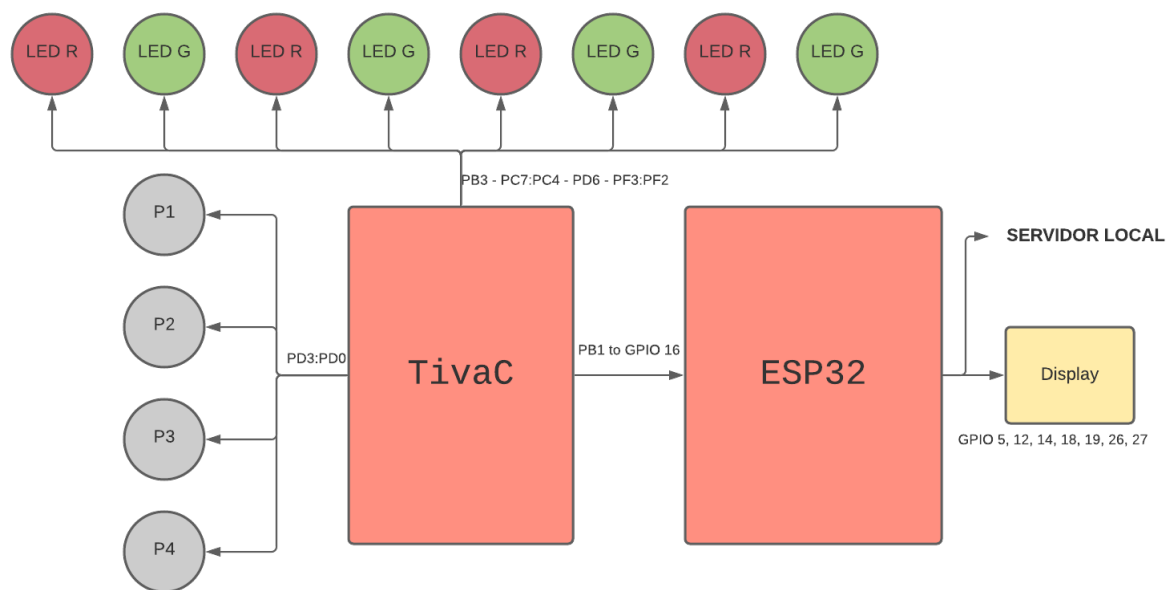 LED R
LED G
LED R
LED G
LED R
LED G
LED R
LED G
PB3 - PC7:PC4 - PD6 - PF3:PF2
P1
P2
P3
P4
PD3:PD0
TivaC
PB1 to GPIO 16
ESP32
SERVIDOR LOCAL
Display
GPIO 5, 12, 14, 18, 19, 26, 27